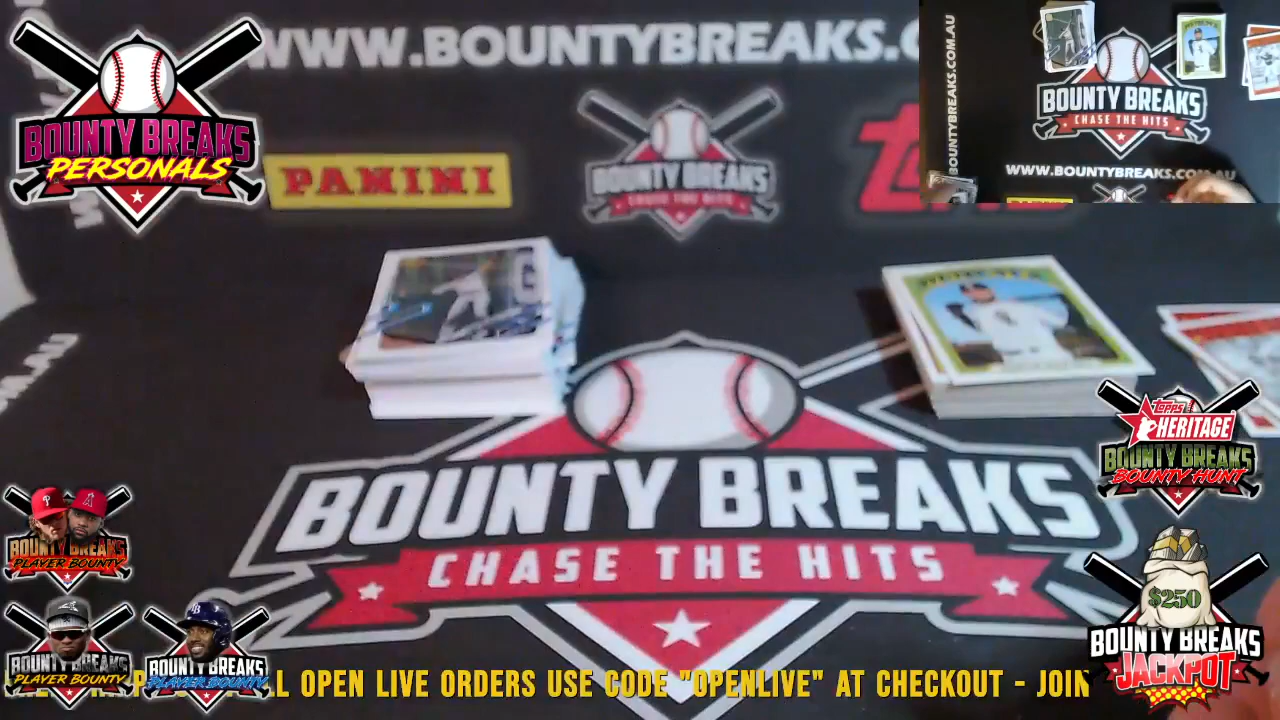 WWW.BOUNTYBREAKS.C
BOUNTY BREAKS
PERSONALS
PANINI
BOUNTY BREAKS
CHASE THE HITS
BOUNTYBREAKS.COM.AU
BOUNTY BREAKS
CHASE THE HITS
WWW.BOUNTYBREAKS.COM.AU
PANINI
BOUNTY BREAKS
CHASE THE HITS
TOPPS
HERITAGE
BOUNTY BREAKS
BOUNTY HUNT
BOUNTY BREAKS
PLAYER BOUNTY
BOUNTY BREAKS
PLAYER BOUNTY
BOUNTY BREAKS
PLAYER BOUNTY
$250
BOUNTY BREAKS
JACKPOT
L OPEN LIVE ORDERS USE CODE "OPENLIVE" AT CHECKOUT - JOIN